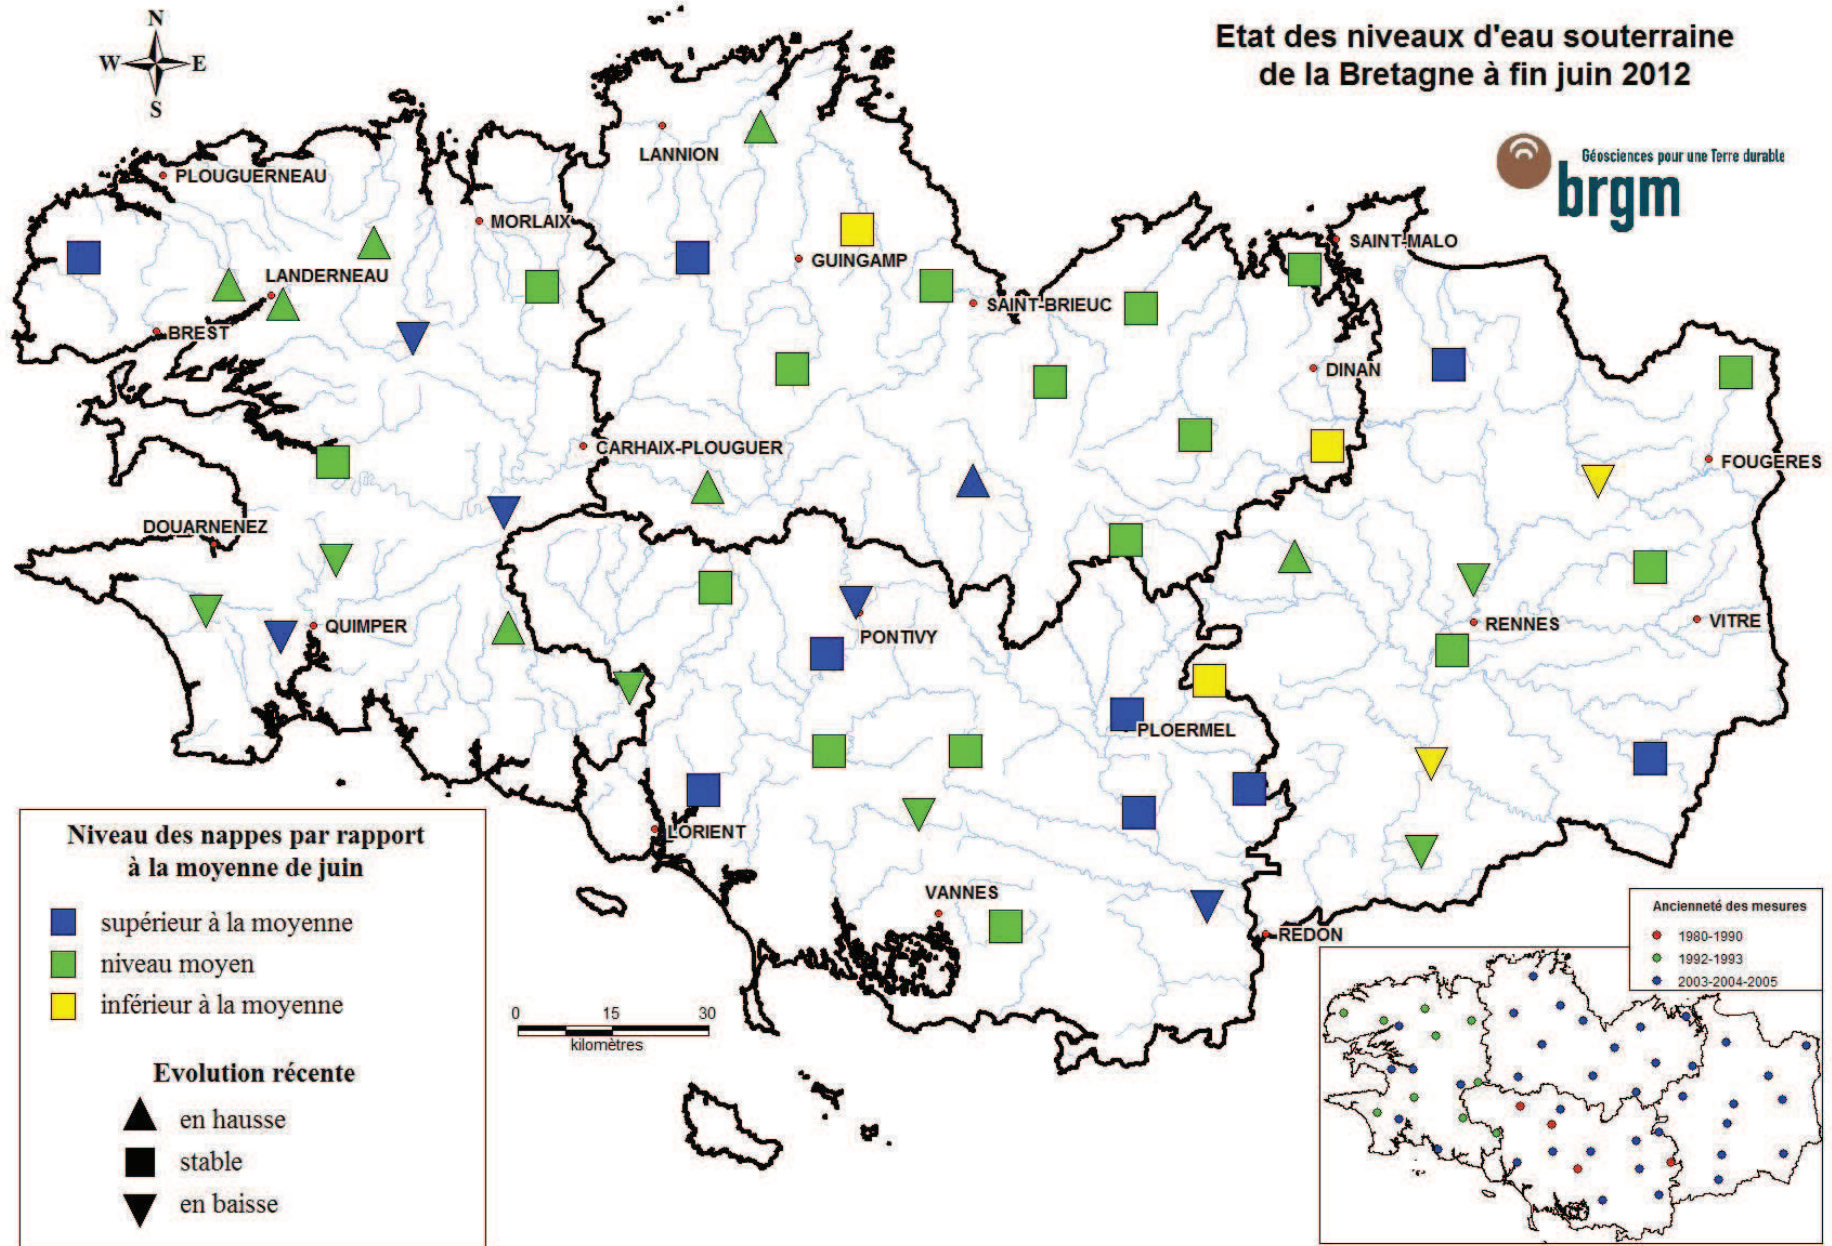 Etat des niveaux d'eau souterraine
de la Bretagne à fin juin 2012
N
W E
S
Géosciences pour une Terre durable
brgm
LANNION
PLOUGUERNEAU
MORLAIX
SAINT-MALO
GUINGAMP
LANDERNEAU
SAINT-BRIEUC
BREST
DINAN
CARHAIX-PLOUGUER
FOUGERES
DOUARNENEZ
QUIMPER
PONTIVY
RENNES
VITRE
PLOERMEL
LORIENT
VANNES
REDON
Niveau des nappes par rapport
à la moyenne de juin
supérieur à la moyenne
niveau moyen
inférieur à la moyenne
Evolution récente
en hausse
stable
en baisse
0 15 30
kilomètres
Ancienneté des mesures
1980-1990
1992-1993
2003-2004-2005